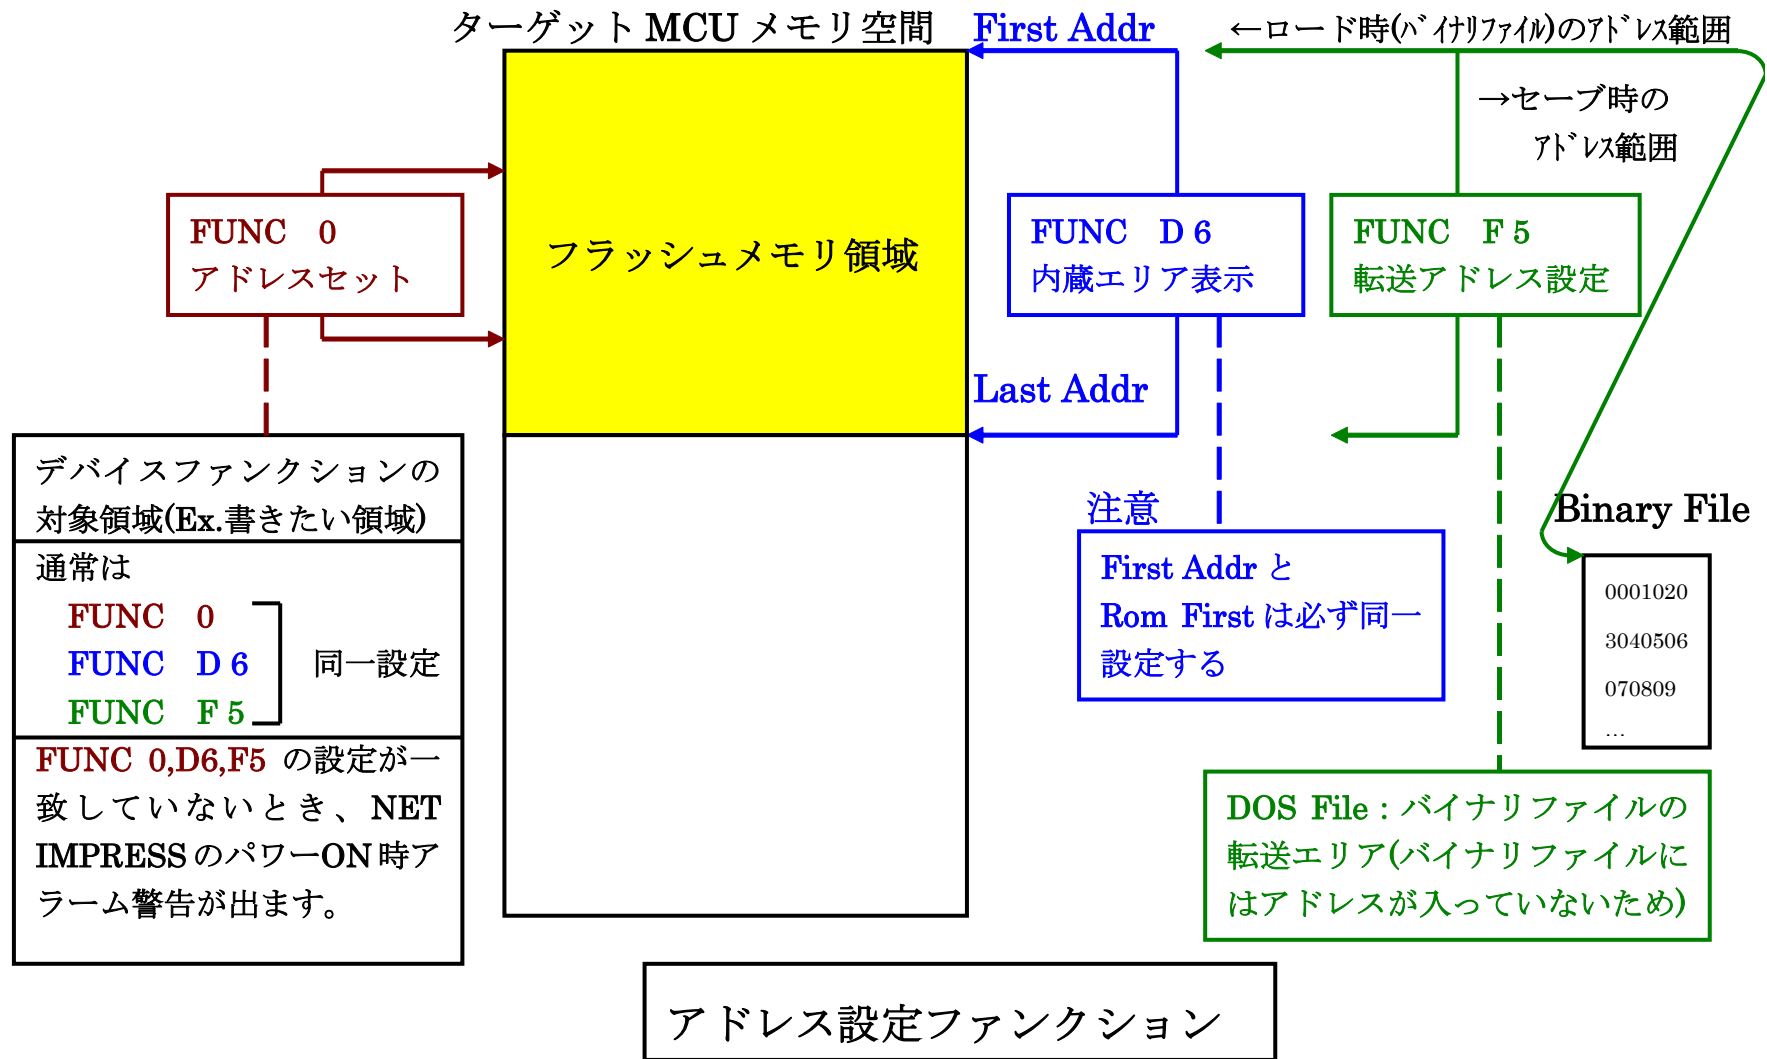 ターゲット MCU メモリ空間
First Addr
←ロード時(ﾊﾞｲﾅﾘﾌｧｲﾙ)のｱﾄﾞﾚｽ範囲
→セーブ時の
ｱﾄﾞﾚｽ範囲
FUNC 0
アドレスセット
フラッシュメモリ領域
FUNC D 6
内蔵エリア表示
FUNC F 5
転送アドレス設定
Last Addr
デバイスファンクションの
対象領域(Ex.書きたい領域)
通常は
FUNC 0
FUNC D 6
FUNC F 5
同一設定
FUNC 0,D6,F5 の設定が一
致していないとき、NET
IMPRESS のパワーON 時ア
ラーム警告が出ます。
注意
First Addr と
Rom First は必ず同一
設定する
Binary File
0001020
3040506
070809
…
DOS File : バイナリファイルの
転送エリア(バイナリファイルに
はアドレスが入っていないため)
アドレス設定ファンクション